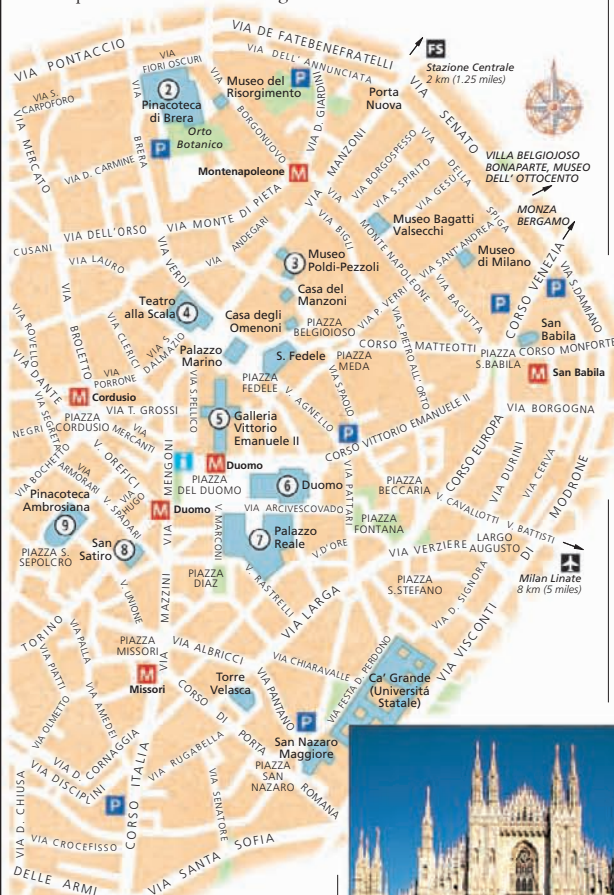 VIA PONTACCIO
VIA DE FATEBENEFRATELLI
VIA DELL' ANNUNCIATA
FS
Stazione Centrale
2 km (1.25 miles)
VIA
FIORI OSCURI
VIA S.
CARPOFORO
2
Pinacoteca
di Brera
Museo del
Risorgimento
P
Porta
Nuova
VIA D. GIARDINI
VIA SENATO
VIA MERCATO
VIA BRERA
Orto
Botanico
VIA
BORGONUOVO
P
VIA D. CARMINE
Montenapoleone
M
VIA MANZONI
VIA BORGOSPESSO
VIA S. SPIRITO
VIA GESU
VIA DELLA SPIGA
VILLA BELGIOJOSO
BONAPARTE, MUSEO
DELL' OTTOCENTO
MONZA
BERGAMO
VIA DELL'ORSO
VIA MONTE DI PIETA
CUSANI
VIA LAURO
VIA VERDI
VIA ANDEGARI
VIA BIGLI
MONTE NAPOLEONE
Museo Bagatti
Valsecchi
VIA SANT'ANDREA
Museo
di Milano
3
Museo
Poldi-Pezzoli
Casa del
Manzoni
Teatro
alla Scala
4
Casa degli
Omenoni
PIAZZA
BELGIOIOSO
VIA P. VERRI
VIA BAGUTTA
CORSO VENEZIA
VIA S. DAMIANO
P
P
San
Babila
VIA ROVELLO
VIA DANTE
VIA BROLETTO
VIA CLERICI
VIA S.
DALMAZIO
Palazzo
Marino
S. Fedele
PIAZZA
MEDA
CORSO MATTEOTTI
PIAZZA
S.BABILA
CORSO MONFORTE
M
San Babila
VIA
PORRONE
M
Cordusio
PIAZZA
FEDELE
VIA S PIETRO ALL' ORTO
VIA S PAOLO
V. AGNELLO
VIA S PELLICO
5
Galleria
Vittorio
Emanuele II
VIA T. GROSSI
NEGRI
VIA SEGRETO
PIAZZA
CORDUSIO
VIA
MERCANTI
P
CORSO VITTORIO EMANUELE II
VIA BORGOGNA
CORSO EUROPA
VIA BOCHETTO
VIA
ARMORARI
V. OREFICI
VIA MENGONI
i
M
Duomo
PIAZZA
DEL DUOMO
6
Duomo
VIA PATTARI
PIAZZA
BECCARIA
VIA DURINI
VIA CERVA
VIA
HUGO
V. SPADARI
M
Duomo
VIA ARCIVESCOVADO
V. CAVALLOTTI
V. BATTISTI
DI MODRONE
Pinacoteca
Ambrosiana
9
San
Satiro
8
V. MARCONI
7
Palazzo
Reale
PIAZZA
FONTANA
V. D'ORE
VIA VERZIERE
LARGO
AUGUSTO
PIAZZA S.
SEPOLCRO
PIAZZA
DIAZ
V. RASTRELLI
PIAZZA
S.STEFANO
VIA D. SIGNORA
VIA VISCONTI
Milan Linate
8 km (5 miles)
V. UNIONE
VIA MAZZINI
VIA LARGA
TORINO
VIA PALLA
VIA PIATTI
PIAZZA
MISSORI
M
Missori
VIA ALBRICCI
VIA CHIARAVALLE
VIA FESTA D. PERDONO
Ca' Grande
(Universitá
Statale)
VIA OLMETTO
VIA AMEDEI
Torre
Velasca
VIA PANTANO
CORSO DI PORTA ROMANA
P
San Nazaro
Maggiore
PIAZZA
SAN
NAZARO
VIA D. CORNAGGIA
VIA DISCIPLINI
P
CORSO ITALIA
VIA RUGABELLA
VIA SENATORE
VIA D. CHIUSA
VIA CROCEFISSO
VIA SANTA SOFIA
DELLE ARMI